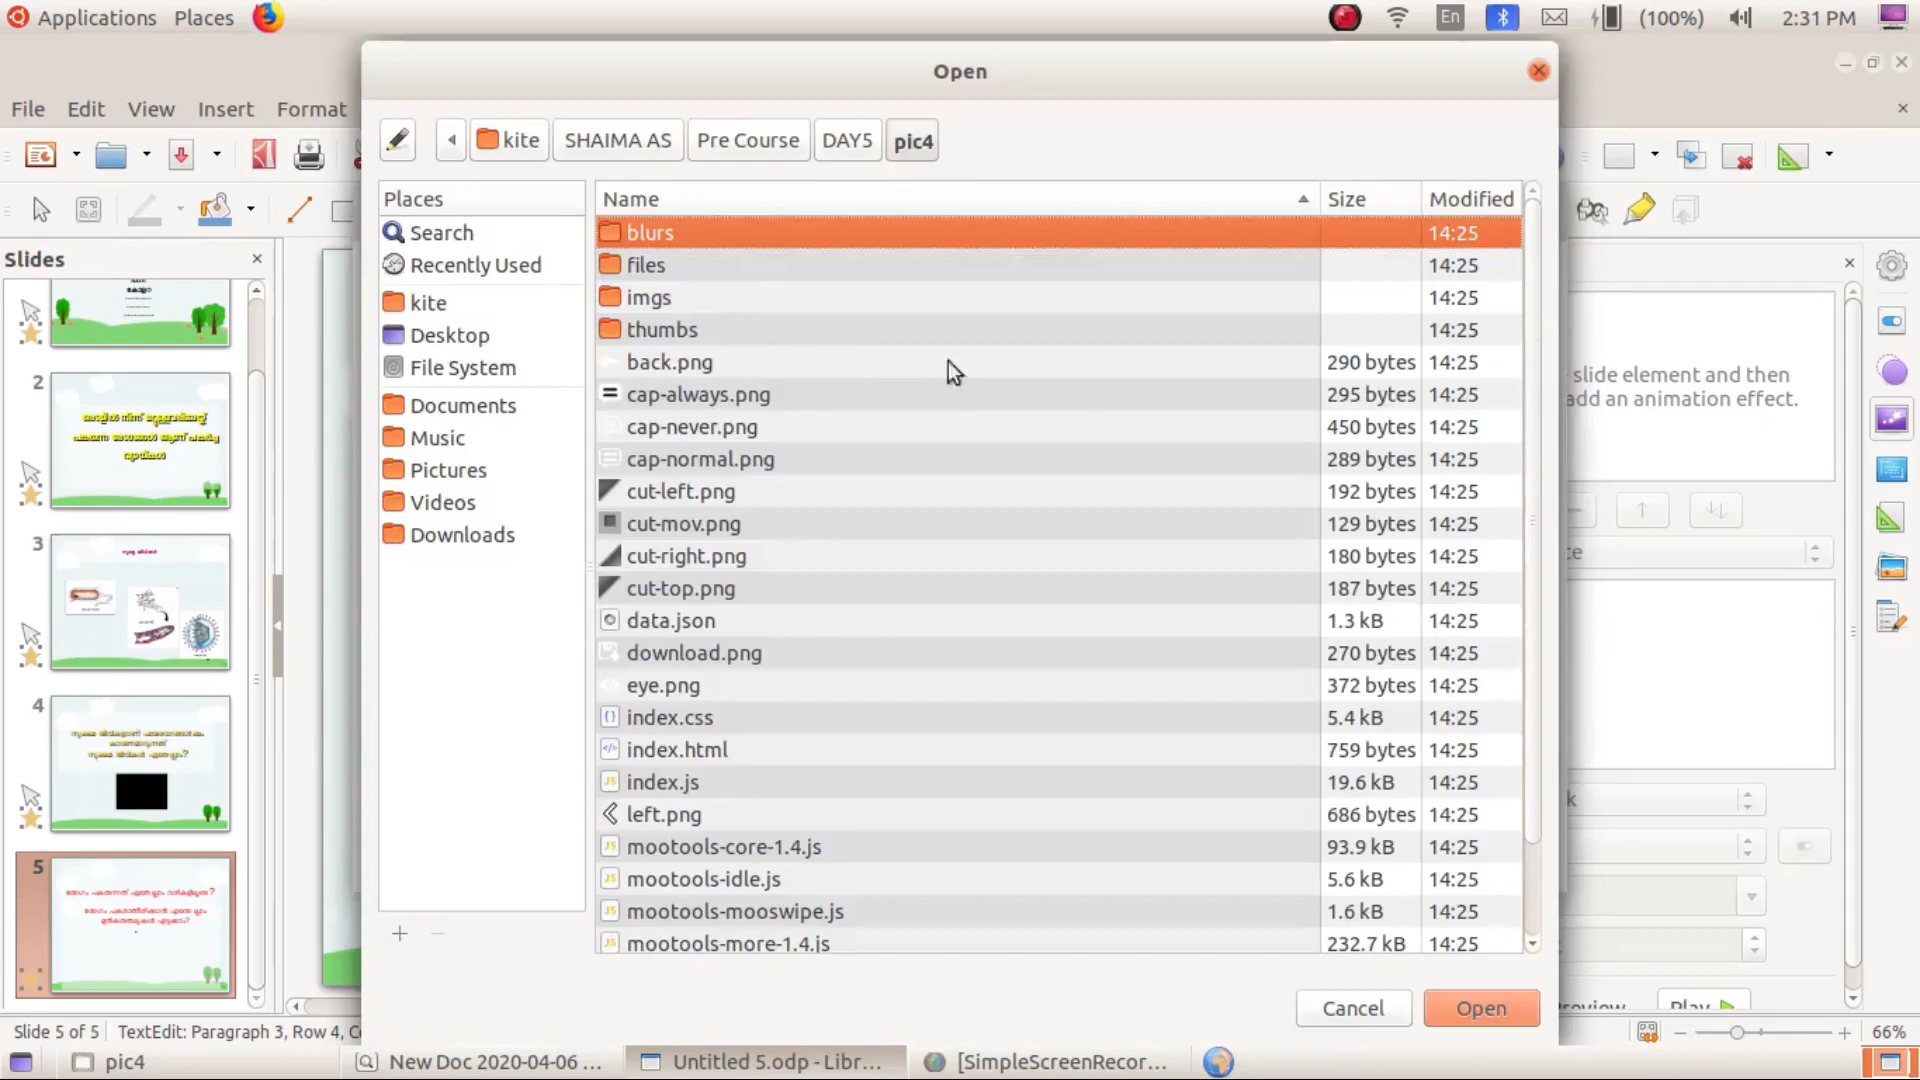 Applications Places En (100%) 2:31 PM
Open
File Edit View Insert Format
kite SHAIMA AS Pre Course DAY5 pic4
Places
Search
Recently Used
kite
Desktop
File System
Documents
Music
Pictures
Videos
Downloads
Name Size Modified
blurs 14:25
files 14:25
imgs 14:25
thumbs 14:25
back.png 290 bytes 14:25
cap-always.png 295 bytes 14:25
cap-never.png 450 bytes 14:25
cap-normal.png 289 bytes 14:25
cut-left.png 192 bytes 14:25
cut-mov.png 129 bytes 14:25
cut-right.png 180 bytes 14:25
cut-top.png 187 bytes 14:25
data.json 1.3 kB 14:25
download.png 270 bytes 14:25
eye.png 372 bytes 14:25
index.css 5.4 kB 14:25
index.html 759 bytes 14:25
index.js 19.6 kB 14:25
left.png 686 bytes 14:25
mootools-core-1.4.js 93.9 kB 14:25
mootools-idle.js 5.6 kB 14:25
mootools-mooswipe.js 1.6 kB 14:25
mootools-more-1.4.js 232.7 kB 14:25
Cancel Open
Slides
2
3
4
5
slide element and then
add an animation effect.
Play
Slide 5 of 5 TextEdit: Paragraph 3, Row 4, 66%
pic4 New Doc 2020-04-06 ... Untitled 5.odp - Libr... [SimpleScreenRecor...